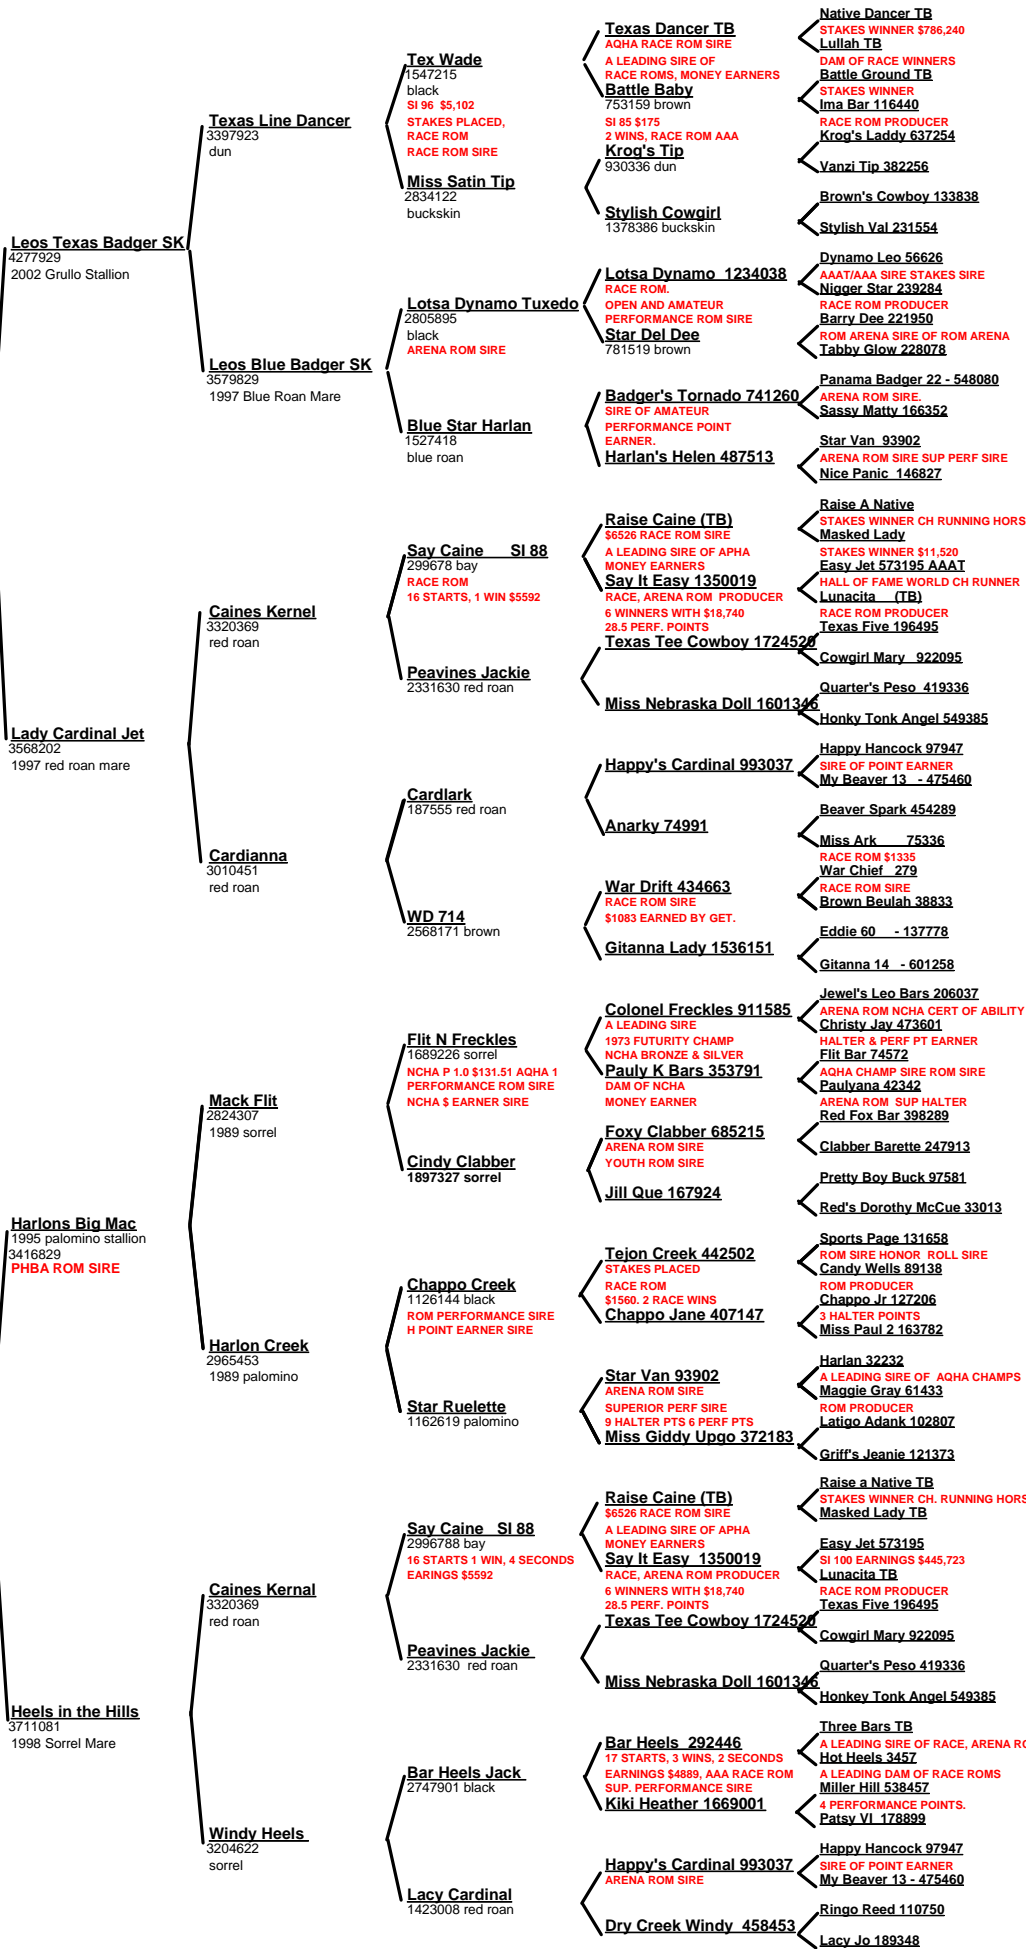 Leos Texas Badger SK
4277929
2002 Grullo Stallion
Lady Cardinal Jet
3568202
1997 red roan mare
Harlons Big Mac
1995 palomino stallion
3416829
PHBA ROM SIRE
Heels in the Hills
3711081
1998 Sorrel Mare
Texas Line Dancer
3397923
dun
Leos Blue Badger SK
3579829
1997 Blue Roan Mare
Caines Kernel
3320369
red roan
Cardianna
3010451
red roan
Mack Flit
2824307
1989 sorrel
Harlon Creek
2965453
1989 palomino
Caines Kernal
3320369
red roan
Windy Heels
3204622
sorrel
Tex Wade
1547215
black
SI 96 $5,102
STAKES PLACED,
RACE ROM
RACE ROM SIRE
Miss Satin Tip
2834122
buckskin
Lotsa Dynamo Tuxedo
2805895
black
ARENA ROM SIRE
Blue Star Harlan
1527418
blue roan
Say Caine SI 88
299678 bay
RACE ROM
16 STARTS, 1 WIN $5592
Peavines Jackie
2331630 red roan
Cardlark
187555 red roan
WD 714
2568171 brown
Flit N Freckles
1689226 sorrel
NCHA P 1.0 $131.51 AQHA 1
PERFORMANCE ROM SIRE
NCHA $ EARNER SIRE
Cindy Clabber
1897327 sorrel
Chappo Creek
1126144 black
ROM PERFORMANCE SIRE
H POINT EARNER SIRE
Star Ruelette
1162619 palomino
Say Caine SI 88
2996788 bay
16 STARTS 1 WIN, 4 SECONDS
EARINGS $5592
Peavines Jackie
2331630 red roan
Bar Heels Jack
2747901 black
Lacy Cardinal
1423008 red roan
Texas Dancer TB
AQHA RACE ROM SIRE
A LEADING SIRE OF
RACE ROMS, MONEY EARNERS
Battle Baby
753159 brown
SI 85 $175
2 WINS, RACE ROM AAA
Krog's Tip
930336 dun
Stylish Cowgirl
1378386 buckskin
Lotsa Dynamo 1234038
RACE ROM.
OPEN AND AMATEUR
PERFORMANCE ROM SIRE
Star Del Dee
781519 brown
Badger's Tornado 741260
SIRE OF AMATEUR
PERFORMANCE POINT
EARNER.
Harlan's Helen 487513
Raise Caine (TB)
$6526 RACE ROM SIRE
A LEADING SIRE OF APHA
MONEY EARNERS
Say It Easy 1350019
RACE, ARENA ROM PRODUCER
6 WINNERS WITH $18,740
28.5 PERF. POINTS
Texas Tee Cowboy 1724520
Miss Nebraska Doll 1601346
Happy's Cardinal 993037
Anarky 74991
War Drift 434663
RACE ROM SIRE
$1083 EARNED BY GET.
Gitanna Lady 1536151
Colonel Freckles 911585
A LEADING SIRE
1973 FUTURITY CHAMP
NCHA BRONZE & SILVER
Pauly K Bars 353791
DAM OF NCHA
MONEY EARNER
Foxy Clabber 685215
ARENA ROM SIRE
YOUTH ROM SIRE
Jill Que 167924
Tejon Creek 442502
STAKES PLACED
RACE ROM
$1560. 2 RACE WINS
Chappo Jane 407147
Star Van 93902
ARENA ROM SIRE
SUPERIOR PERF SIRE
9 HALTER PTS 6 PERF PTS
Miss Giddy Upgo 372183
Raise Caine (TB)
$6526 RACE ROM SIRE
A LEADING SIRE OF APHA
MONEY EARNERS
Say It Easy 1350019
RACE, ARENA ROM PRODUCER
6 WINNERS WITH $18,740
28.5 PERF. POINTS
Texas Tee Cowboy 1724520
Miss Nebraska Doll 1601346
Bar Heels 292446
17 STARTS, 3 WINS, 2 SECONDS
EARNINGS $4889, AAA RACE ROM
SUP. PERFORMANCE SIRE
Kiki Heather 1669001
Happy's Cardinal 993037
ARENA ROM SIRE
Dry Creek Windy 458453
Native Dancer TB
STAKES WINNER $786,240
Lullah TB
DAM OF RACE WINNERS
Battle Ground TB
STAKES WINNER
Ima Bar 116440
RACE ROM PRODUCER
Krog's Laddy 637254
Vanzi Tip 382256
Brown's Cowboy 133838
Stylish Val 231554
Dynamo Leo 56626
AAAT/AAA SIRE STAKES SIRE
Nigger Star 239284
RACE ROM PRODUCER
Barry Dee 221950
ROM ARENA SIRE OF ROM ARENA
Tabby Glow 228078
Panama Badger 22 - 548080
ARENA ROM SIRE.
Sassy Matty 166352
Star Van 93902
ARENA ROM SIRE SUP PERF SIRE
Nice Panic 146827
Raise A Native
STAKES WINNER CH RUNNING HORS
Masked Lady
STAKES WINNER $11,520
Easy Jet 573195 AAAT
HALL OF FAME WORLD CH RUNNER
Lunacita (TB)
RACE ROM PRODUCER
Texas Five 196495
Cowgirl Mary 922095
Quarter's Peso 419336
Honky Tonk Angel 549385
Happy Hancock 97947
SIRE OF POINT EARNER
My Beaver 13 - 475460
Beaver Spark 454289
Miss Ark 75336
RACE ROM $1335
War Chief 279
RACE ROM SIRE
Brown Beulah 38833
Eddie 60 - 137778
Gitanna 14 - 601258
Jewel's Leo Bars 206037
ARENA ROM NCHA CERT OF ABILITY
Christy Jay 473601
HALTER & PERF PT EARNER
Flit Bar 74572
AQHA CHAMP SIRE ROM SIRE
Paulyana 42342
ARENA ROM SUP HALTER
Red Fox Bar 398289
Clabber Barette 247913
Pretty Boy Buck 97581
Red's Dorothy McCue 33013
Sports Page 131658
ROM SIRE HONOR ROLL SIRE
Candy Wells 89138
ROM PRODUCER
Chappo Jr 127206
3 HALTER POINTS
Miss Paul 2 163782
Harlan 32232
A LEADING SIRE OF AQHA CHAMPS
Maggie Gray 61433
ROM PRODUCER
Latigo Adank 102807
Griff's Jeanie 121373
Raise a Native TB
STAKES WINNER CH. RUNNING HORS
Masked Lady TB
Easy Jet 573195
SI 100 EARNINGS $445,723
Lunacita TB
RACE ROM PRODUCER
Texas Five 196495
Cowgirl Mary 922095
Quarter's Peso 419336
Honkey Tonk Angel 549385
Three Bars TB
A LEADING SIRE OF RACE, ARENA RO
Hot Heels 3457
A LEADING DAM OF RACE ROMS
Miller Hill 538457
4 PERFORMANCE POINTS.
Patsy VI 178899
Happy Hancock 97947
SIRE OF POINT EARNER
My Beaver 13 - 475460
Ringo Reed 110750
Lacy Jo 189348